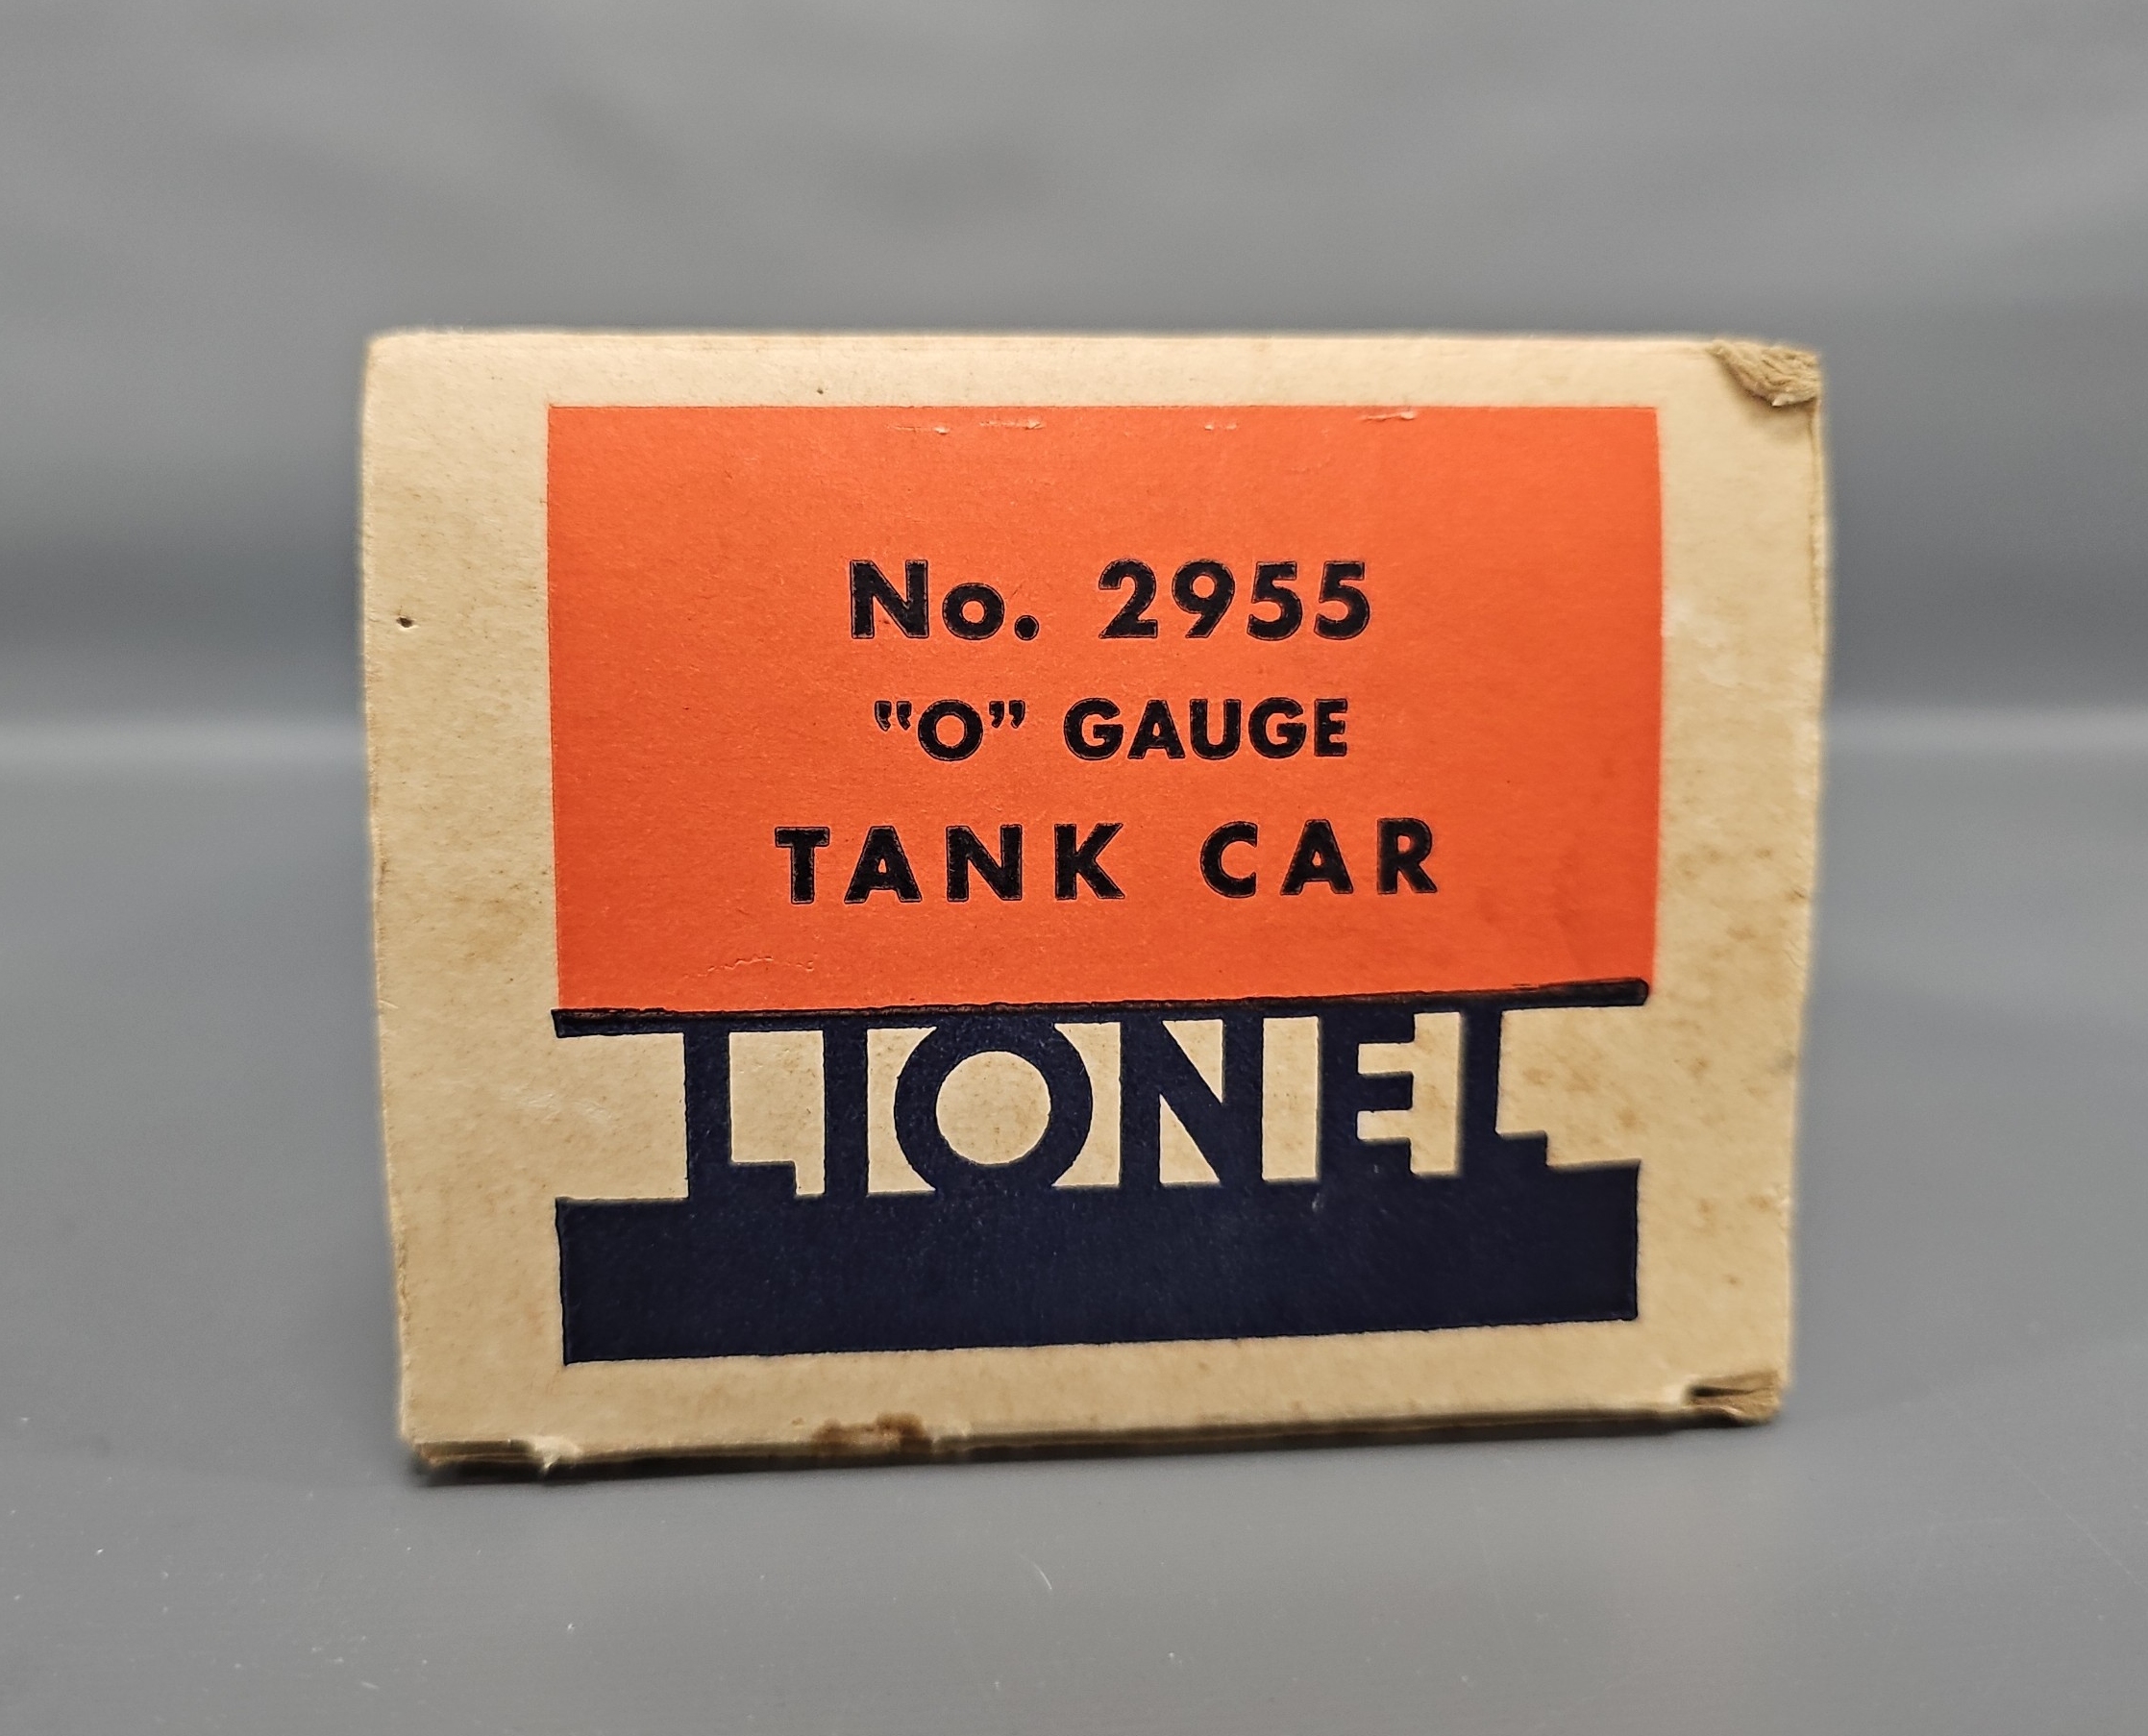 No. 2955
"O" GAUGE
TANK CAR
LIONEL